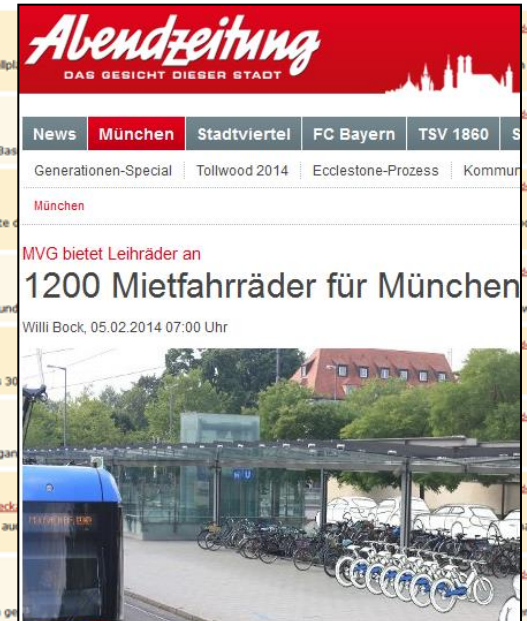 Abendzeitung
DAS GESICHT DIESER STADT
News München Stadtviertel FC Bayern TSV 1860 S
Generationen-Special Tollwood 2014 Ecclestone-Prozess Kommun
München
MVG bietet Leihräder an
1200 Mietfahrräder für München
Willi Bock, 05.02.2014 07:00 Uhr
U